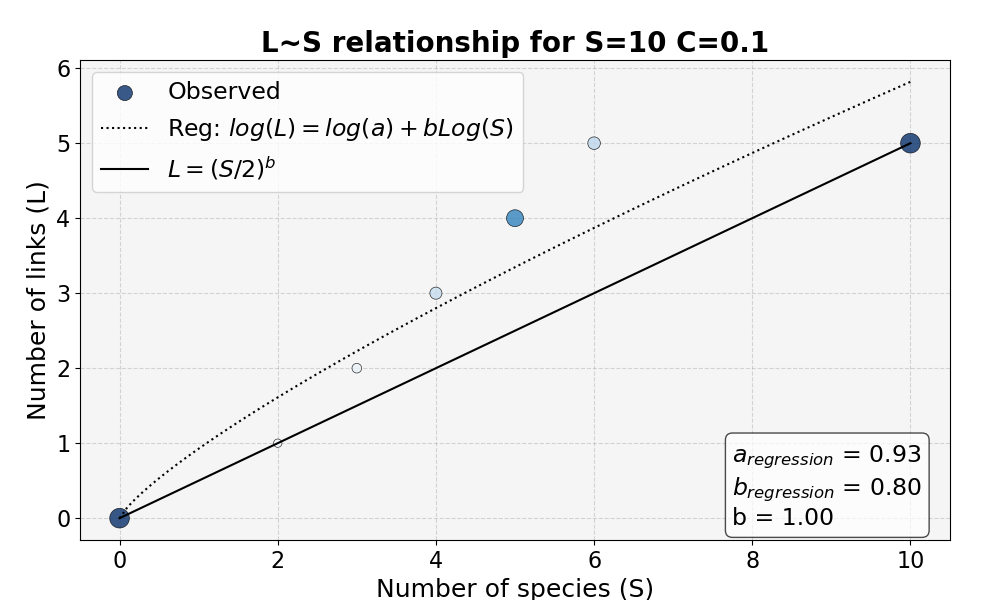 L~S relationship for S=10 C=0.1
Number of links (L)
6
5
4
3
2
1
0
Observed
Reg: log(L) = log(a) + bLog(S)
L = (S/2)^b
a_regression = 0.93
b_regression = 0.80
b = 1.00
0 2 4 6 8 10
Number of species (S)